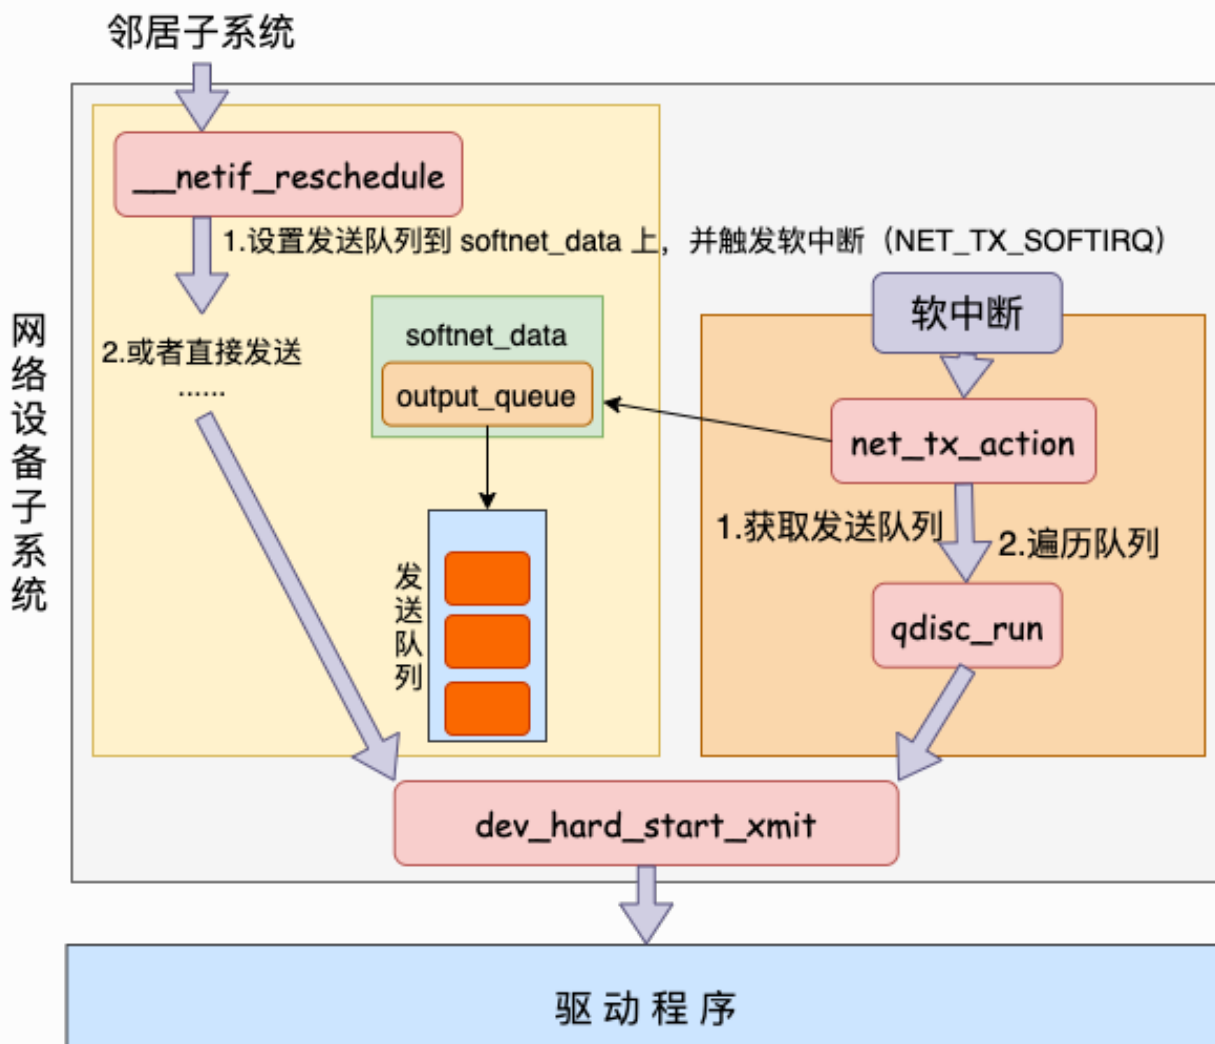 邻居子系统
__netif_reschedule
1.设置发送队列到 softnet_data 上，并触发软中断（NET_TX_SOFTIRQ）
2.或者直接发送
......
softnet_data
output_queue
发送队列
软中断
net_tx_action
1.获取发送队列
2.遍历队列
qdisc_run
网络设备子系统
dev_hard_start_xmit
驱动程序